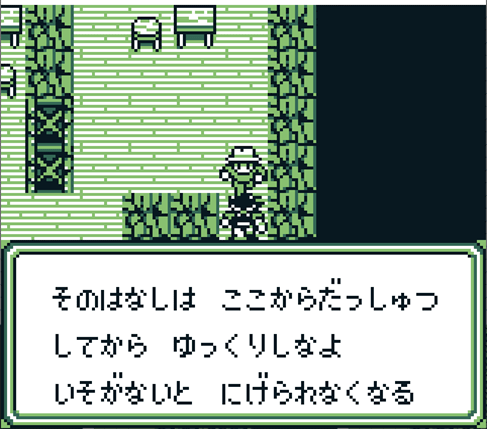 そのはなしは　ここからだっしゅつ
してから　ゆっくりしなよ
いそがないと　にげられなくなる